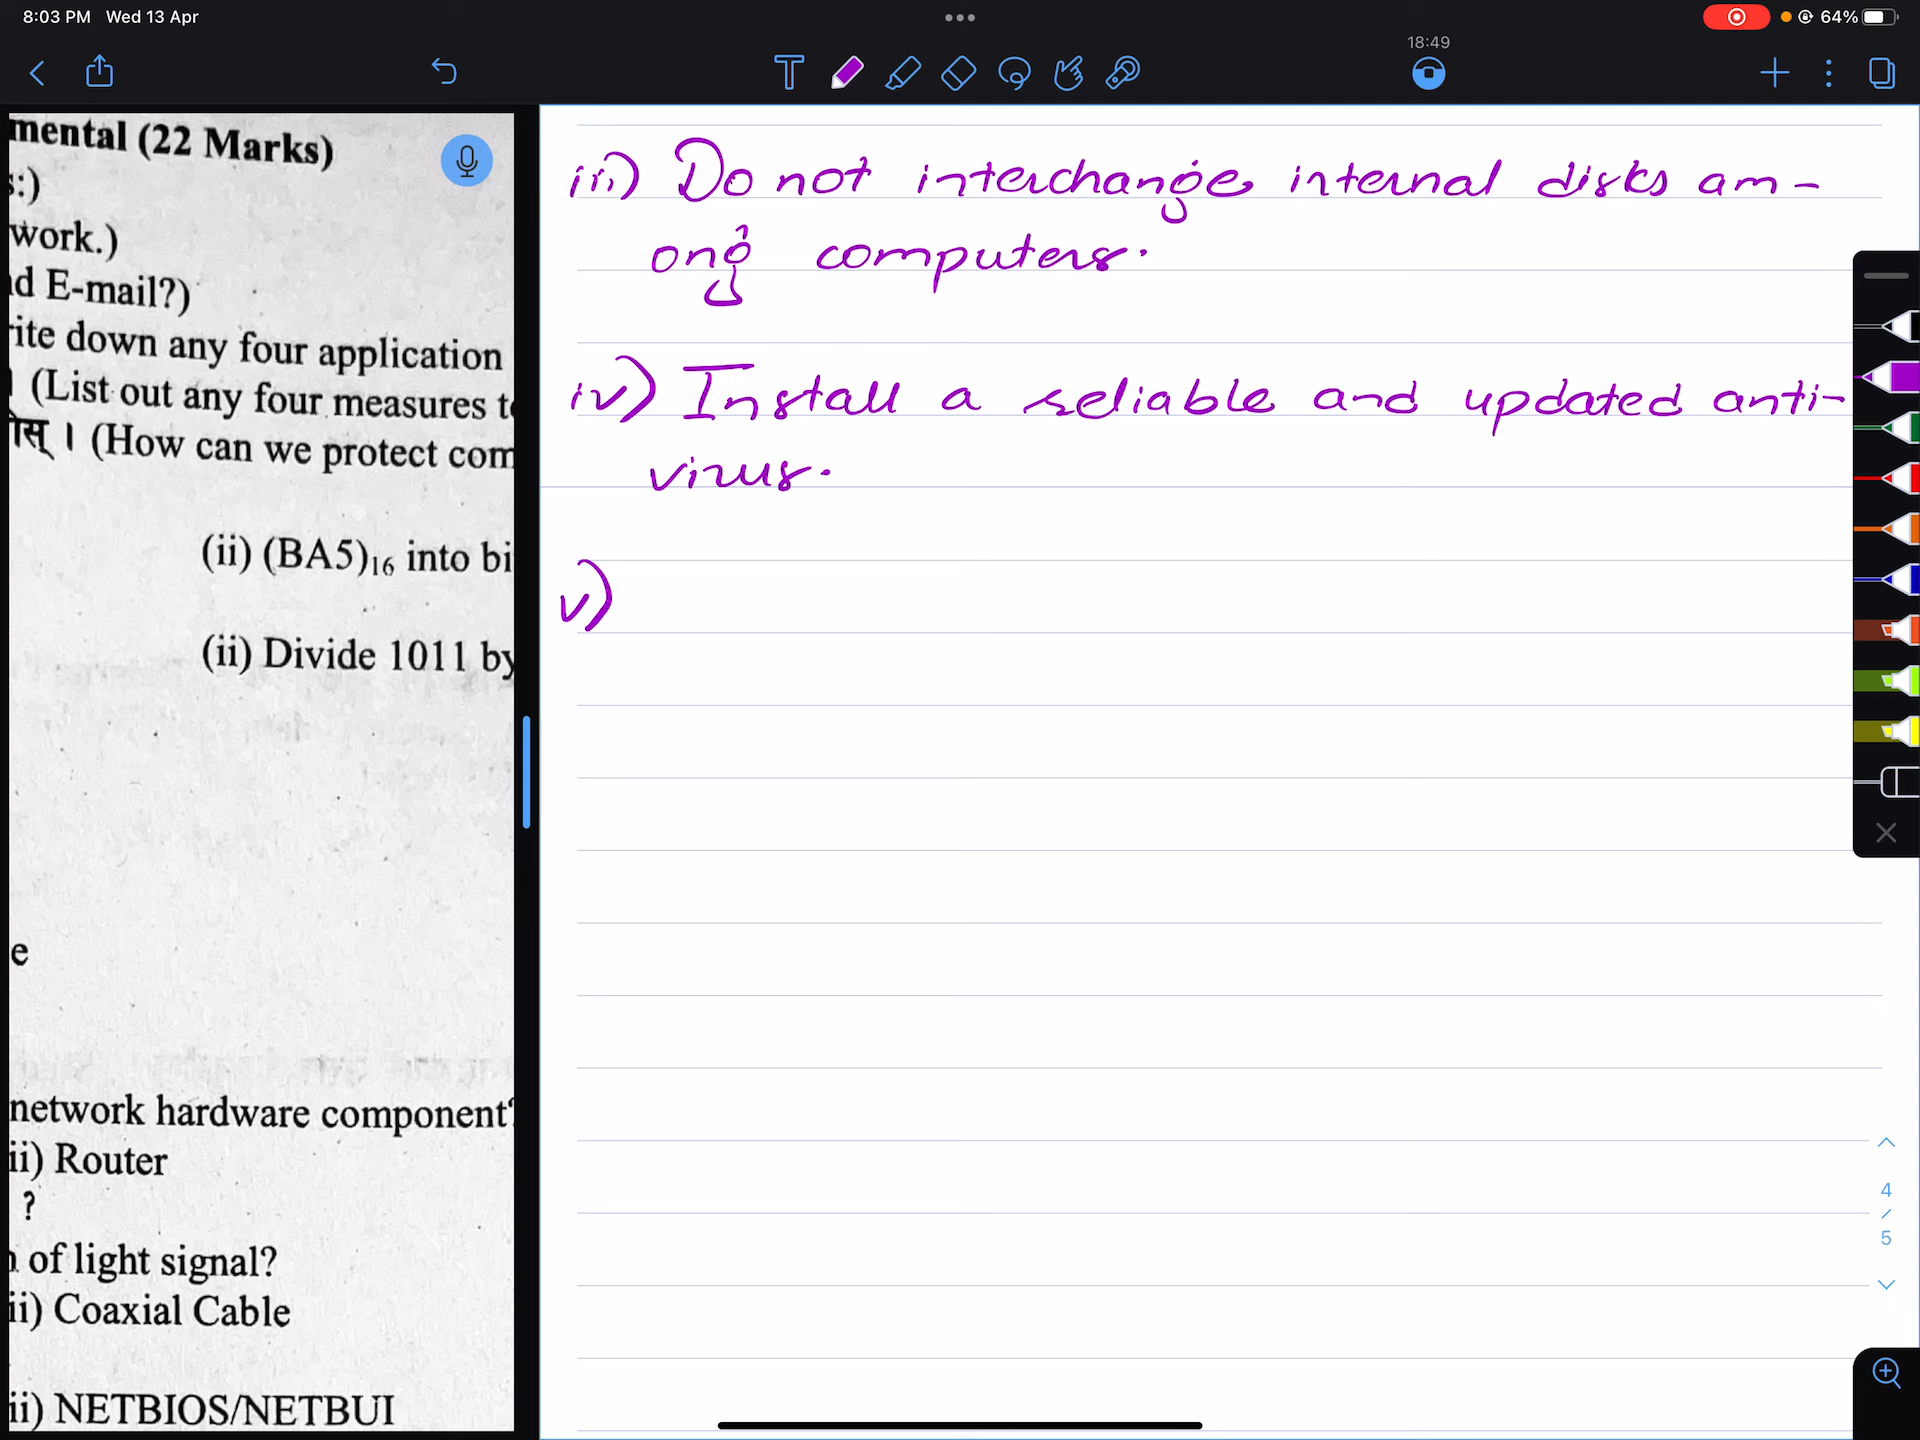 8:03 PM Wed 13 Apr
64%
18:49
mental (22 Marks)
s:)
work.)
d E-mail?)
rite down any four application
। (List out any four measures t
ोस् । (How can we protect com
(ii) (BA5)16 into bi
(ii) Divide 1011 by
e
network hardware component?
ii) Router
?
of light signal?
ii) Coaxial Cable
ii) NETBIOS/NETBUI
iii) Do not interchange internal disks am-
ong computers.
iv) Install a reliable and updated anti-
virus.
v)
4
/
5